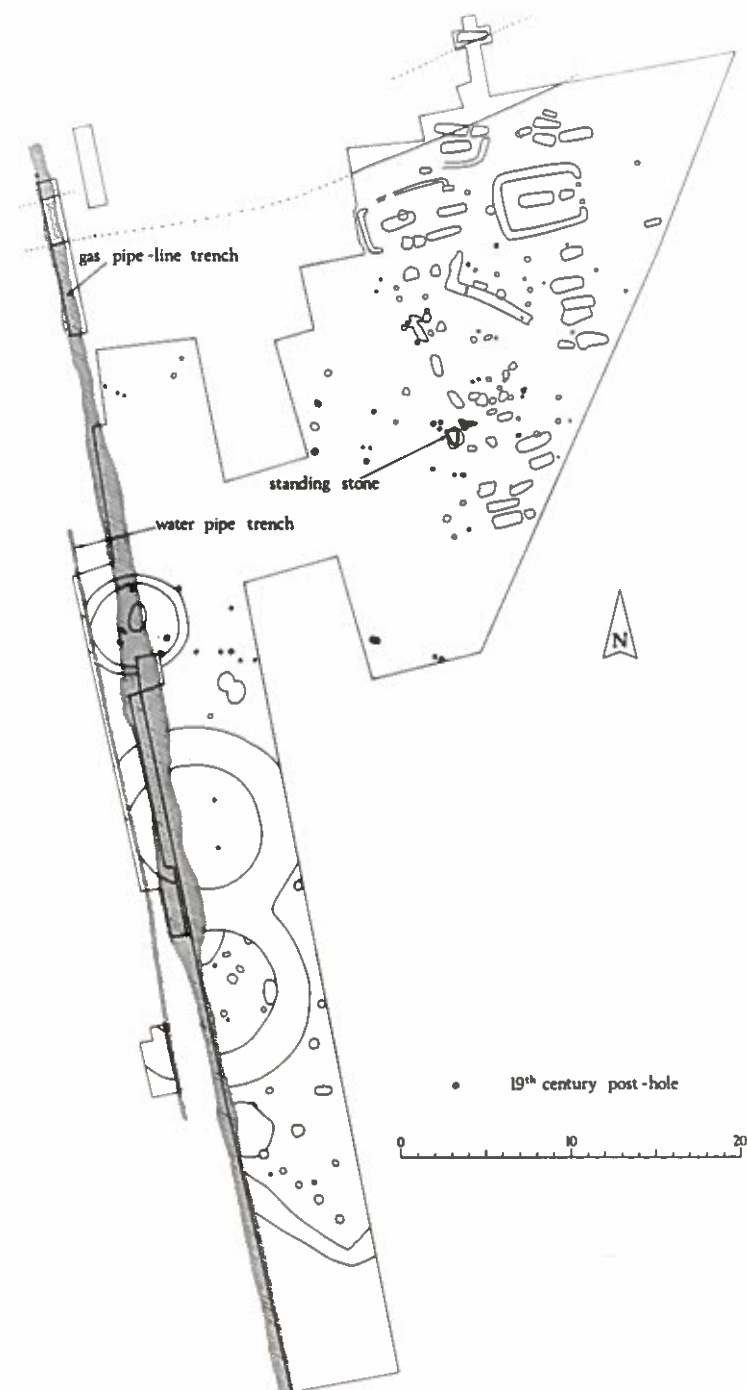 gas pipe-line trench
standing stone
water pipe trench
N
19th century post-hole
0 10 20